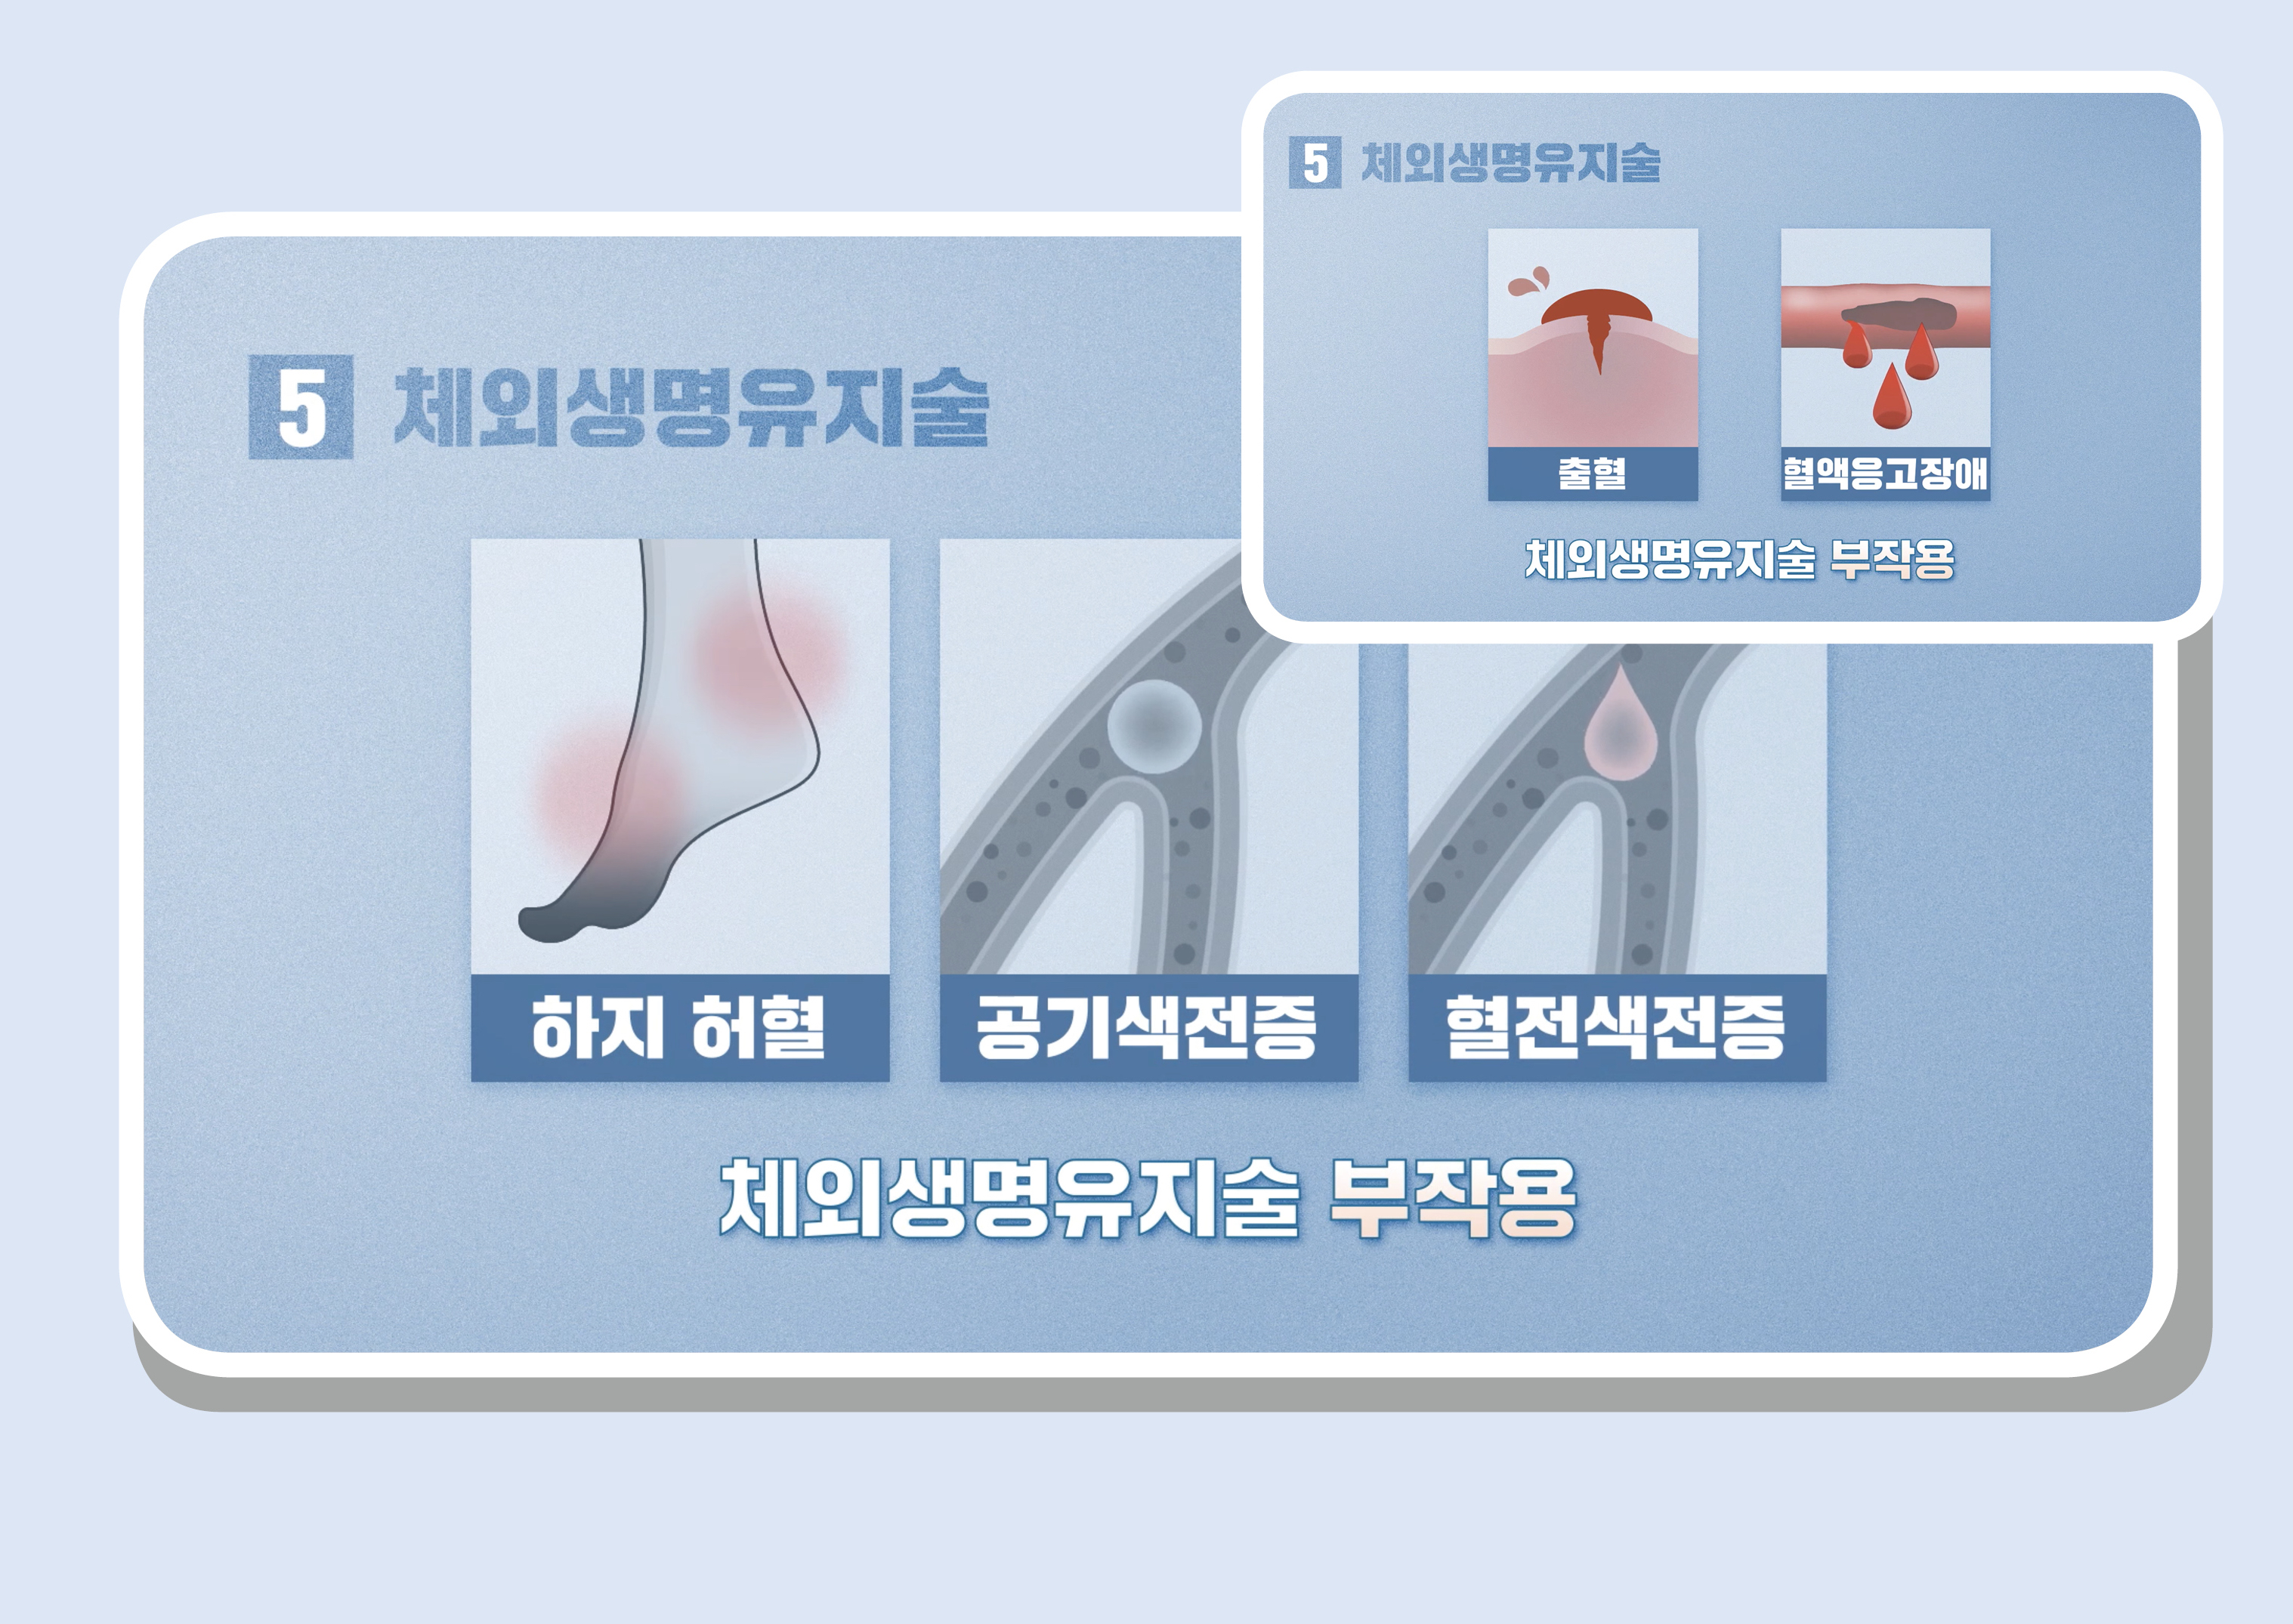 5 체외생명유지술
출혈
혈액응고장애
체외생명유지술 부작용
5 체외생명유지술
하지 허혈
공기색전증
혈전색전증
체외생명유지술 부작용